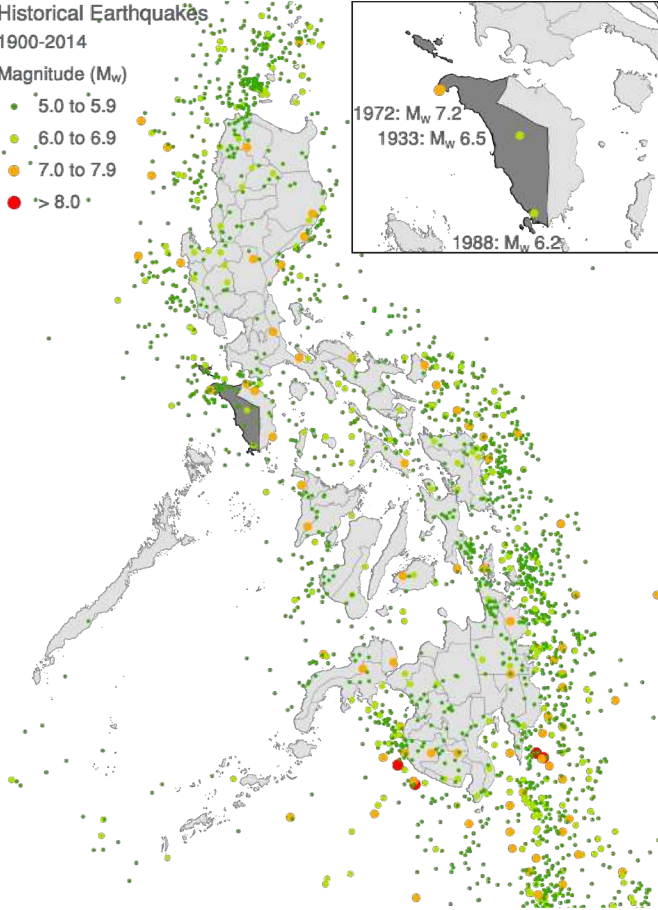 Historical Earthquakes
1900-2014
Magnitude (Mw)
5.0 to 5.9
6.0 to 6.9
7.0 to 7.9
> 8.0
1972: Mw 7.2
1933: Mw 6.5
1988: Mw 6.2